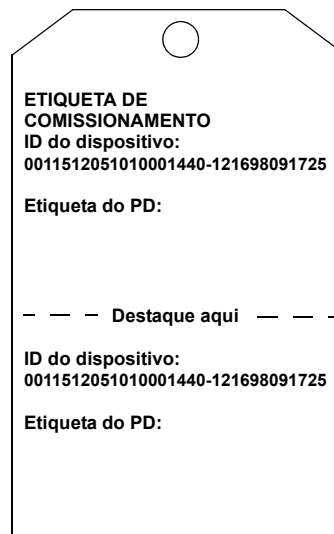 ETIQUETA DE
COMISSIONAMENTO
ID do dispositivo:
0011512051010001440-121698091725
Etiqueta do PD:
Destaque aqui
ID do dispositivo:
0011512051010001440-121698091725
Etiqueta do PD: